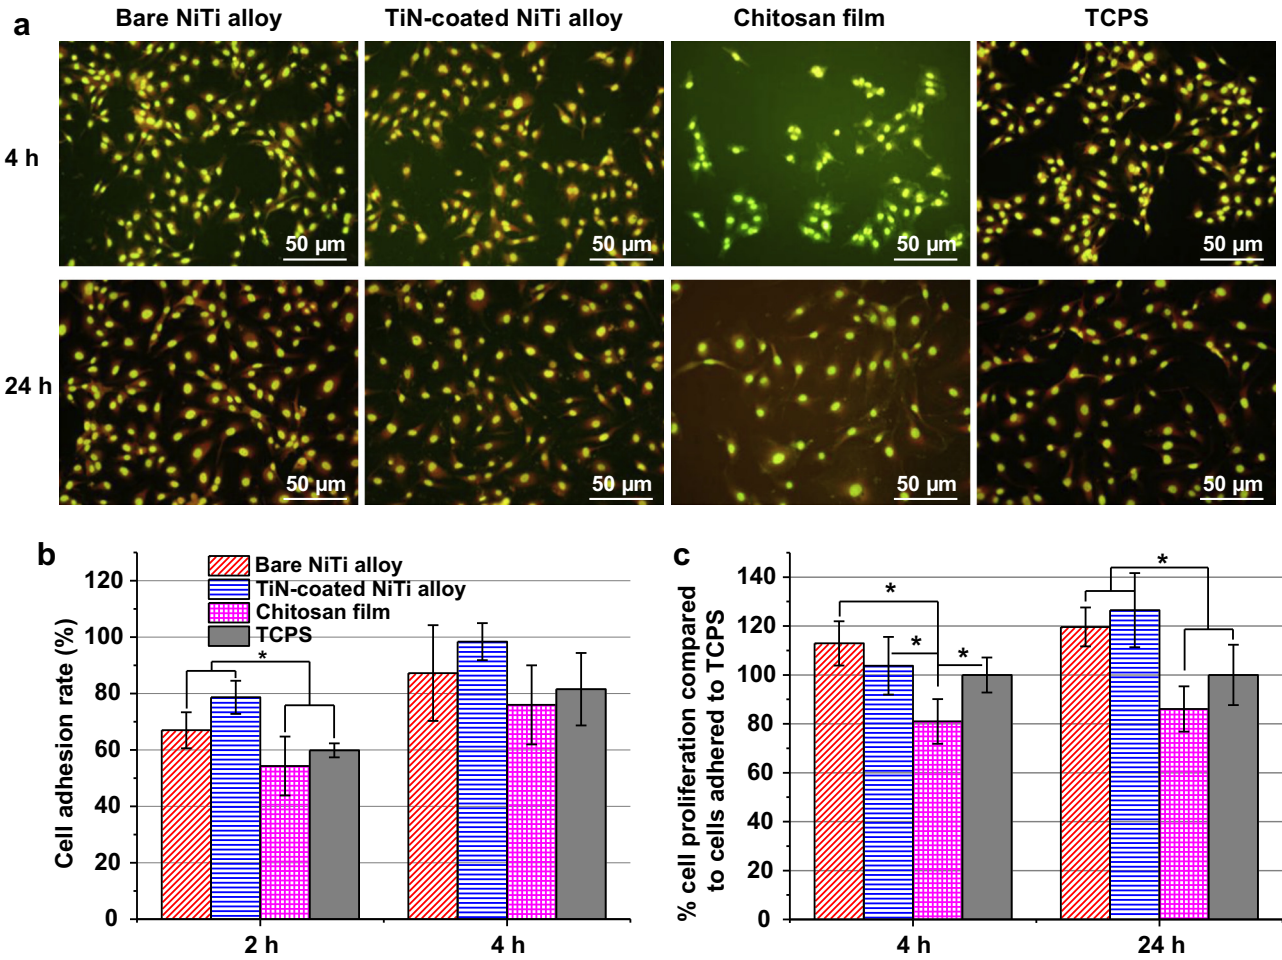 a
Bare NiTi alloy
TiN-coated NiTi alloy
Chitosan film
TCPS
4 h
50 µm
50 µm
50 µm
50 µm
24 h
50 µm
50 µm
50 µm
50 µm
b
Cell adhesion rate (%)
120
100
80
60
40
20
0
Bare NiTi alloy
TiN-coated NiTi alloy
Chitosan film
TCPS
*
2 h
4 h
c
% cell proliferation compared
to cells adhered to TCPS
140
120
100
80
60
40
20
0
*
*
*
*
4 h
24 h